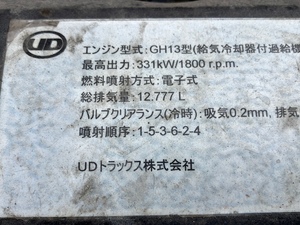 UD
エンジン型式:GH13型(給気冷却器付過給機
最高出力:331kW/1800 r.p.m.
燃料噴射方式:電子式
総排気量:12.777 L
バルブクリアランス(冷時):吸気0.2mm, 排気
噴射順序:1-5-3-6-2-4
UDトラックス株式会社